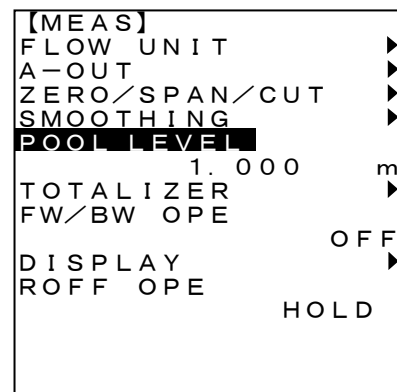 【MEAS】
FLOW UNIT
A－OUT
ZERO／SPAN／CUT
SMOOTHING
POOL LEVEL
1．000 m
TOTALIZER
FW／BW OPE
OFF
DISPLAY
ROFF OPE
HOLD